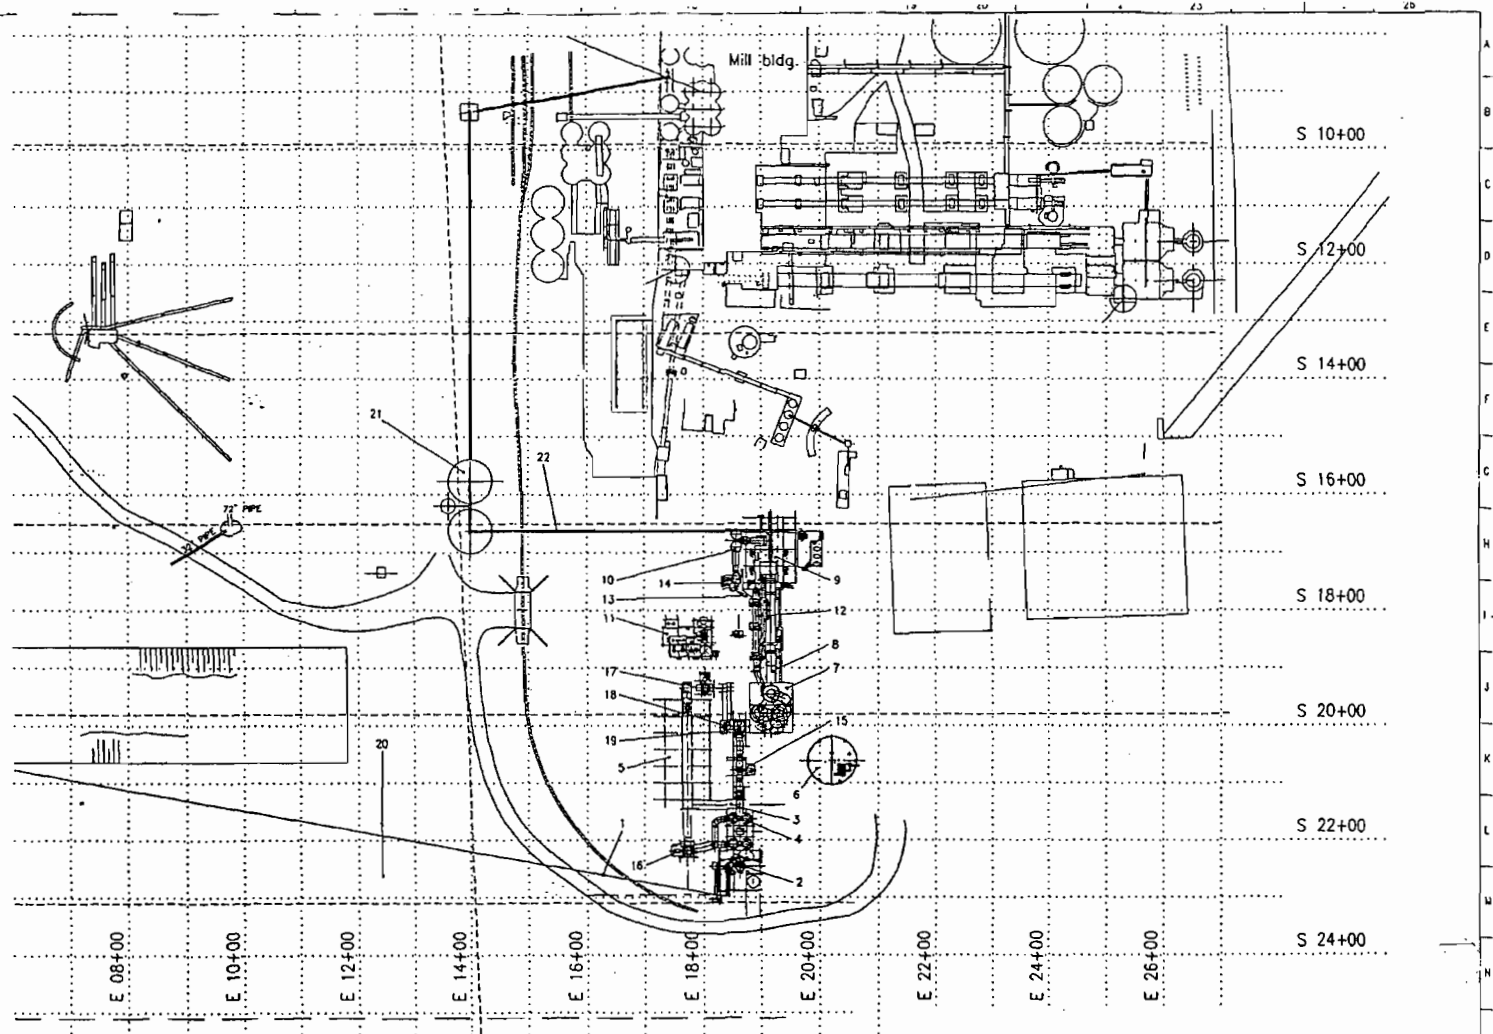 26
A
Mill bldg.
B
S 10+00
C
S 12+00
D
E
S 14+00
F
21
22
S 16+00
72" PIPE
H
10
9
14
13
S 18+00
12
11
I
8
17
7
J
18
S 20+00
15
19
20
K
5
6
1
3
S 22+00
4
L
16
2
S 24+00
E 08+00
E 10+00
E 12+00
E 14+00
E 16+00
E 18+00
E 20+00
E 22+00
E 24+00
E 26+00
N